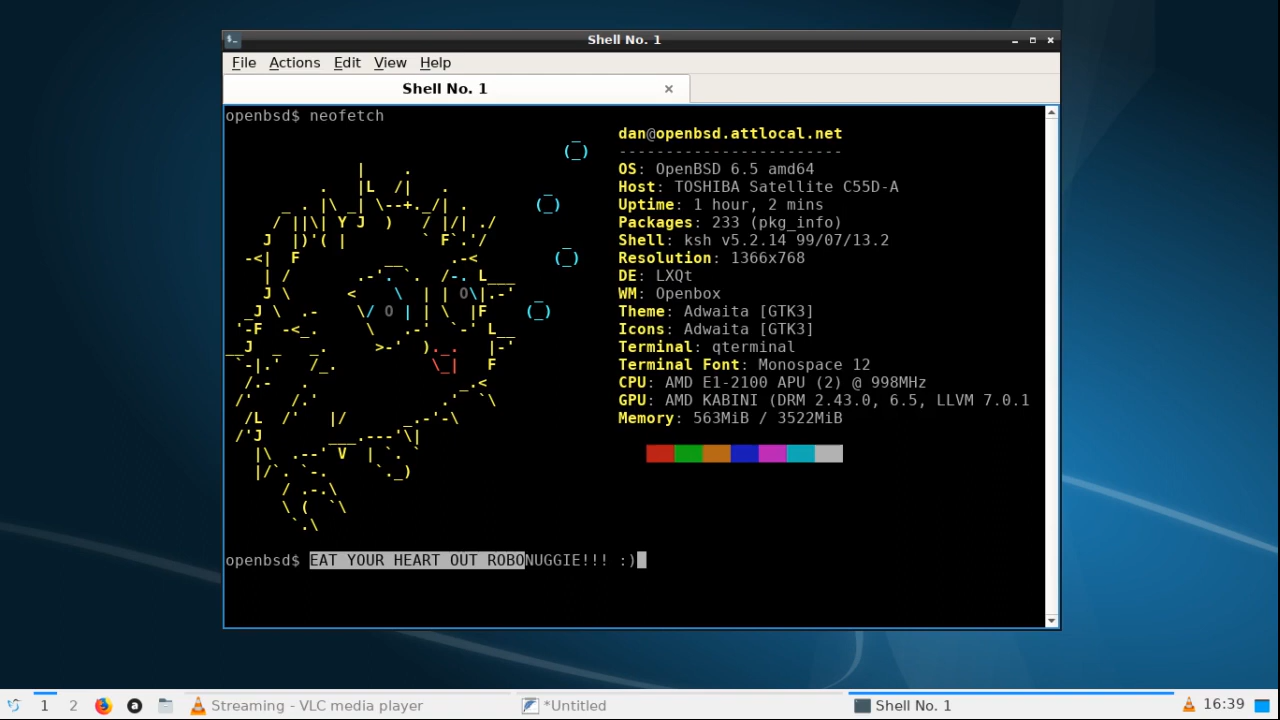 Shell No. 1
File Actions Edit View Help
Shell No. 1
openbsd$ neofetch
dan@openbsd.attlocal.net
------------------------
OS: OpenBSD 6.5 amd64
Host: TOSHIBA Satellite C55D-A
Uptime: 1 hour, 2 mins
Packages: 233 (pkg_info)
Shell: ksh v5.2.14 99/07/13.2
Resolution: 1366x768
DE: LXQt
WM: Openbox
Theme: Adwaita [GTK3]
Icons: Adwaita [GTK3]
Terminal: qterminal
Terminal Font: Monospace 12
CPU: AMD E1-2100 APU (2) @ 998MHz
GPU: AMD KABINI (DRM 2.43.0, 6.5, LLVM 7.0.1
Memory: 563MiB / 3522MiB
openbsd$ EAT YOUR HEART OUT ROBONUGGIE!!! :)
1 2 a Streaming - VLC media player *Untitled Shell No. 1 16:39